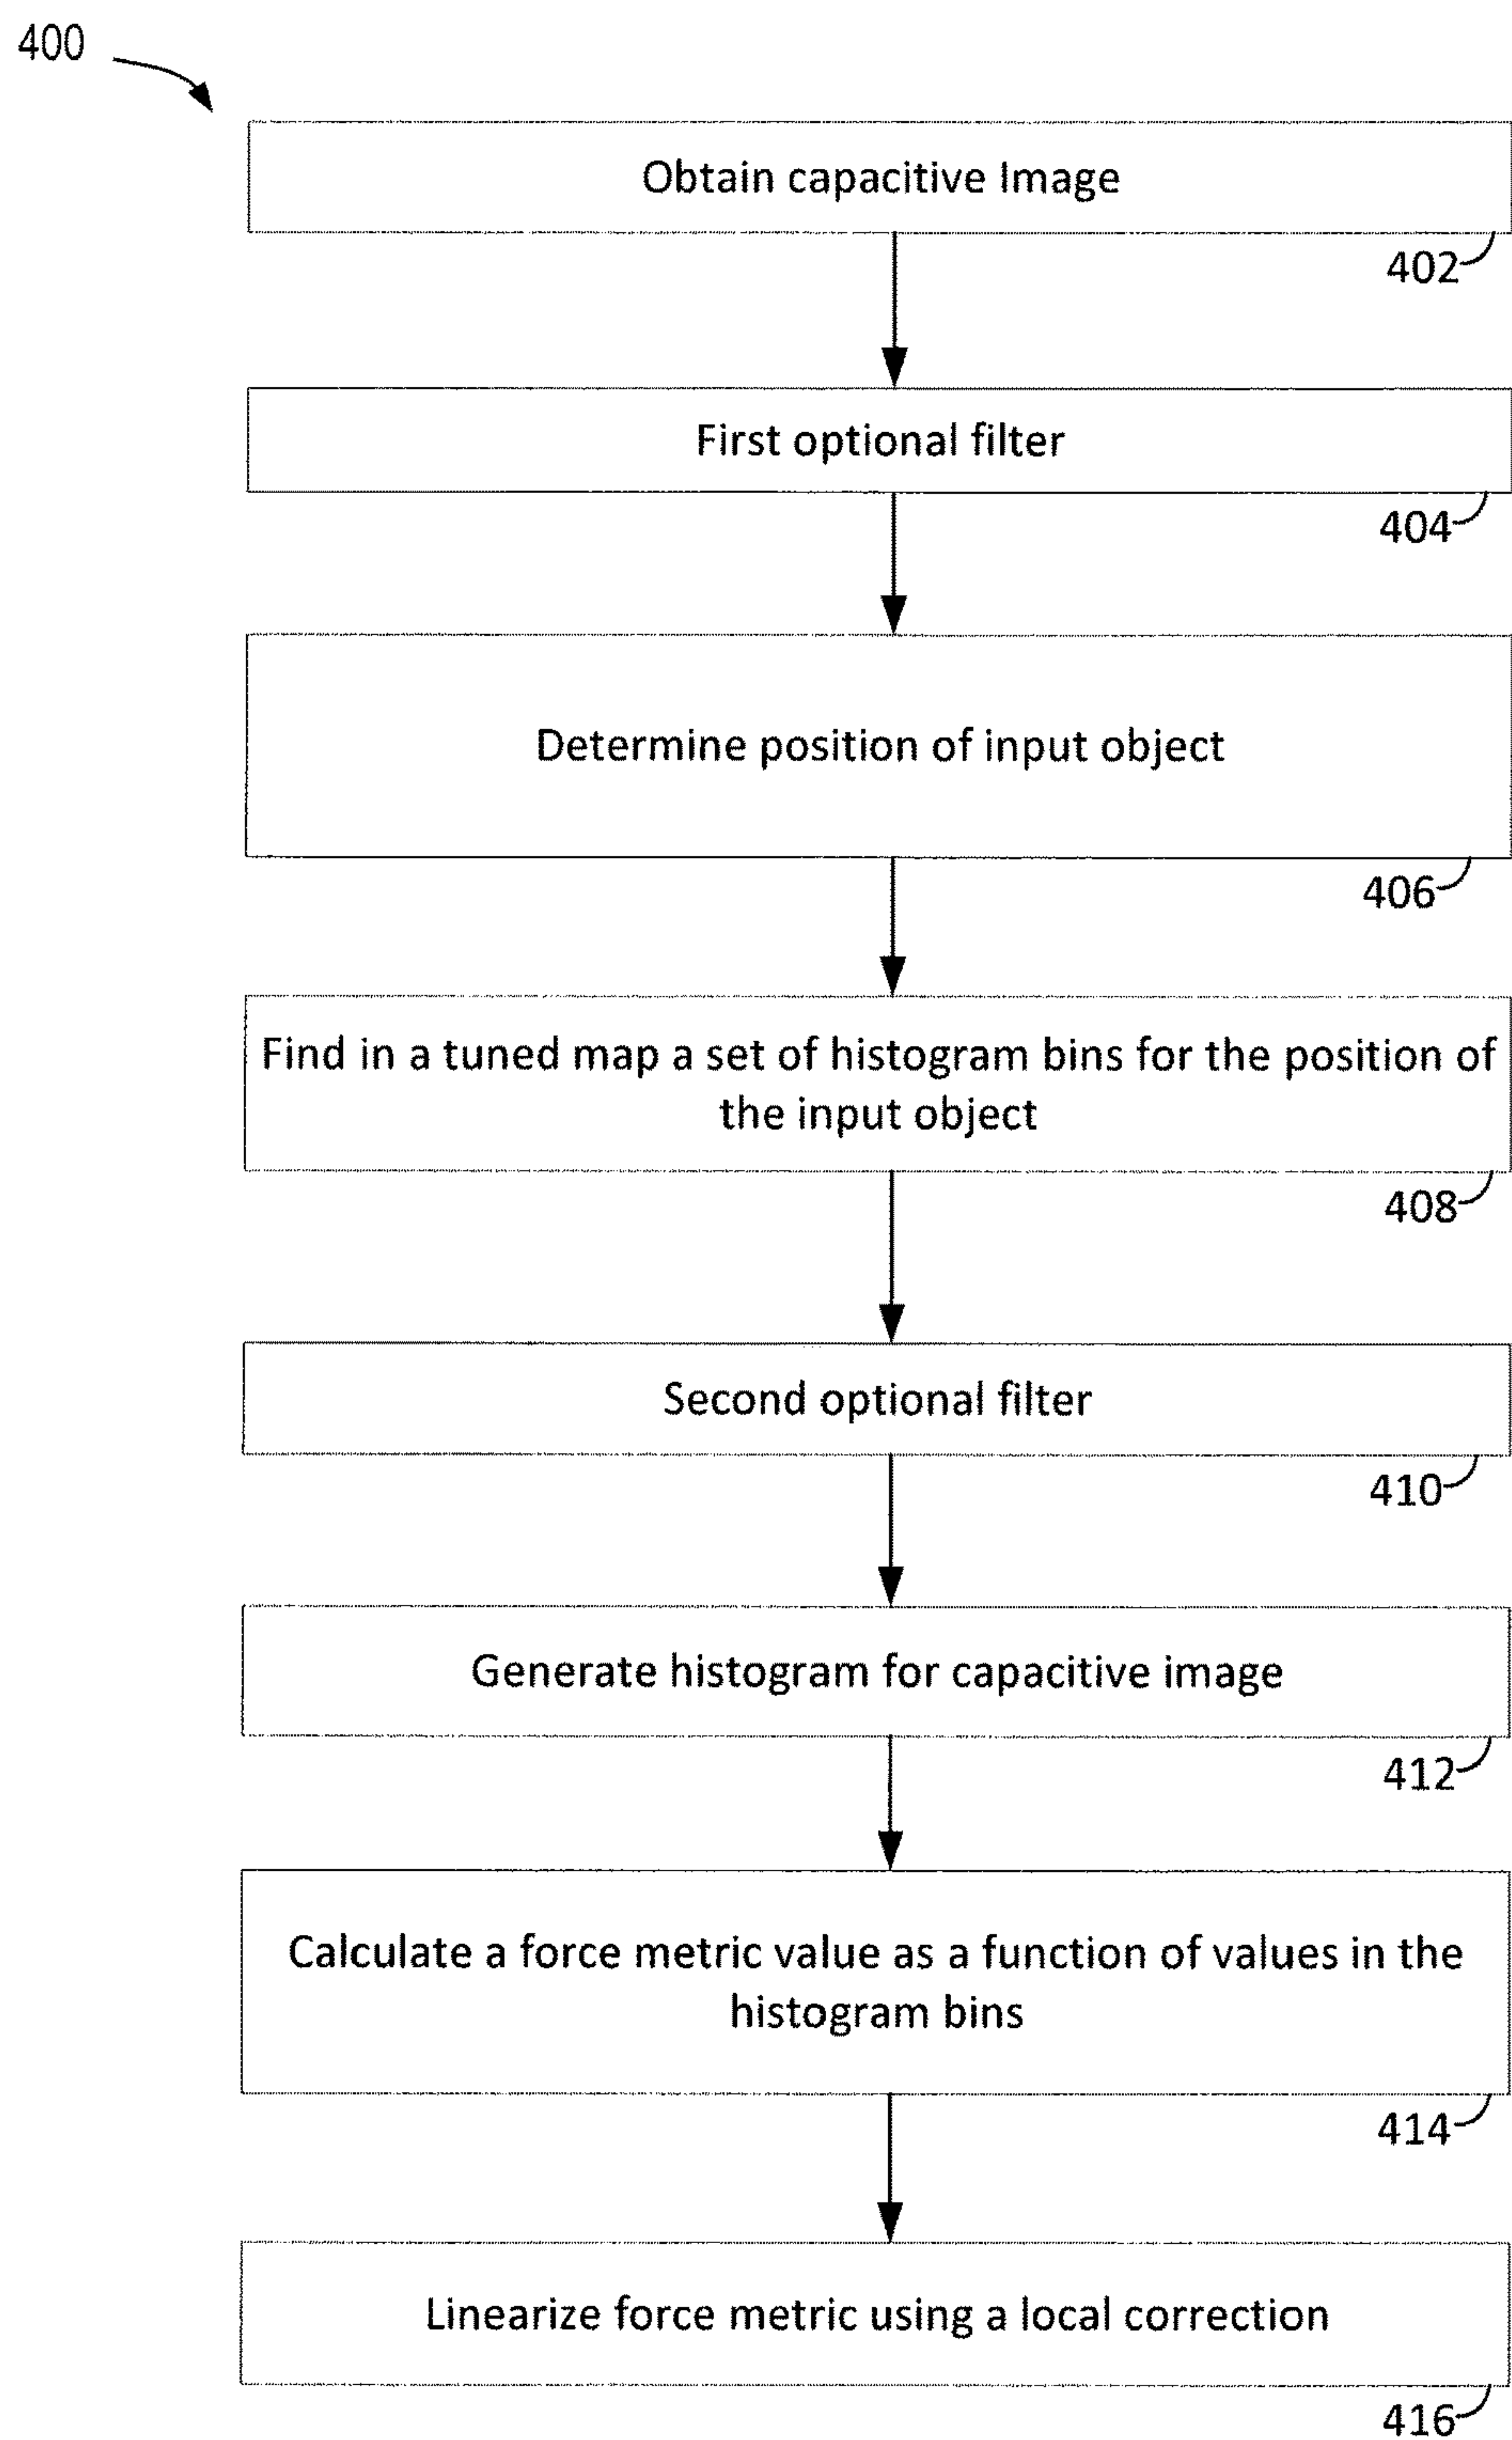 400
Obtain capacitive Image
402
First optional filter
404
Determine position of input object
406
Find in a tuned map a set of histogram bins for the position of
the input object
408
Second optional filter
410
Generate histogram for capacitive image
412
Calculate a force metric value as a function of values in the
histogram bins
414
Linearize force metric using a local correction
416